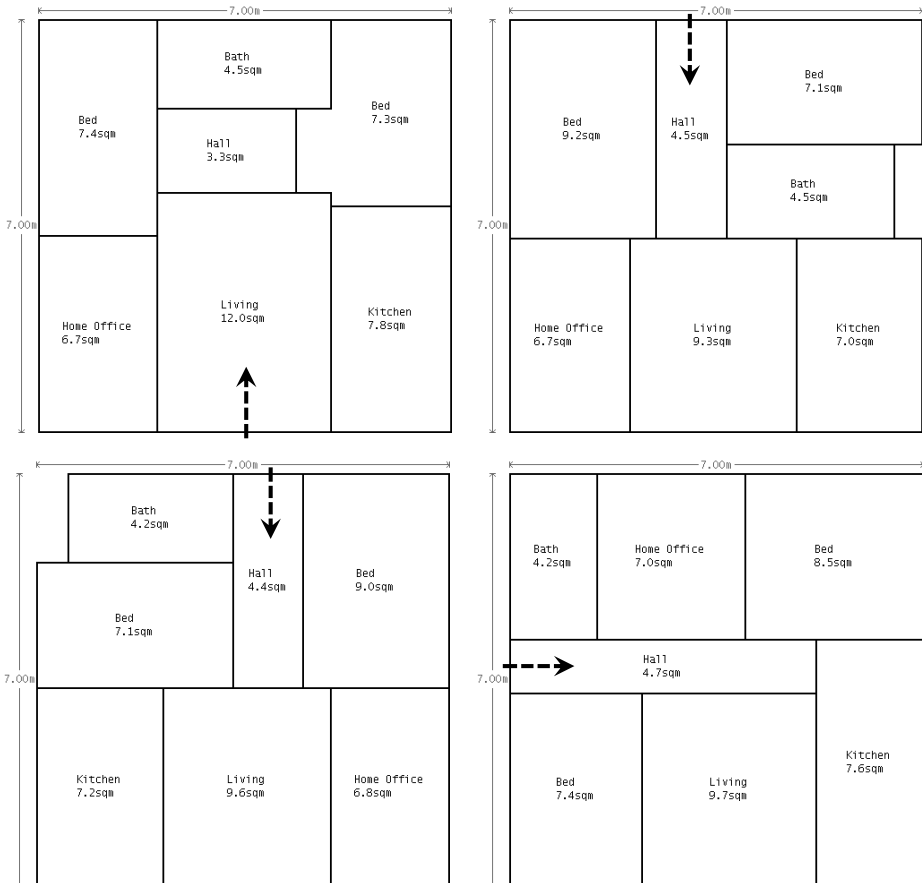 7.00m
7.00m
Bath
4.5sqm
Bed
7.4sqm
Bed
7.3sqm
Hall
3.3sqm
Living
12.0sqm
Home Office
6.7sqm
Kitchen
7.8sqm
7.00m
7.00m
Bed
7.1sqm
Bed
9.2sqm
Hall
4.5sqm
Bath
4.5sqm
Home Office
6.7sqm
Living
9.3sqm
Kitchen
7.0sqm
7.00m
7.00m
Bath
4.2sqm
Hall
4.4sqm
Bed
9.0sqm
Bed
7.1sqm
Kitchen
7.2sqm
Living
9.6sqm
Home Office
6.8sqm
7.00m
7.00m
Bath
4.2sqm
Home Office
7.0sqm
Bed
8.5sqm
Hall
4.7sqm
Bed
7.4sqm
Living
9.7sqm
Kitchen
7.6sqm